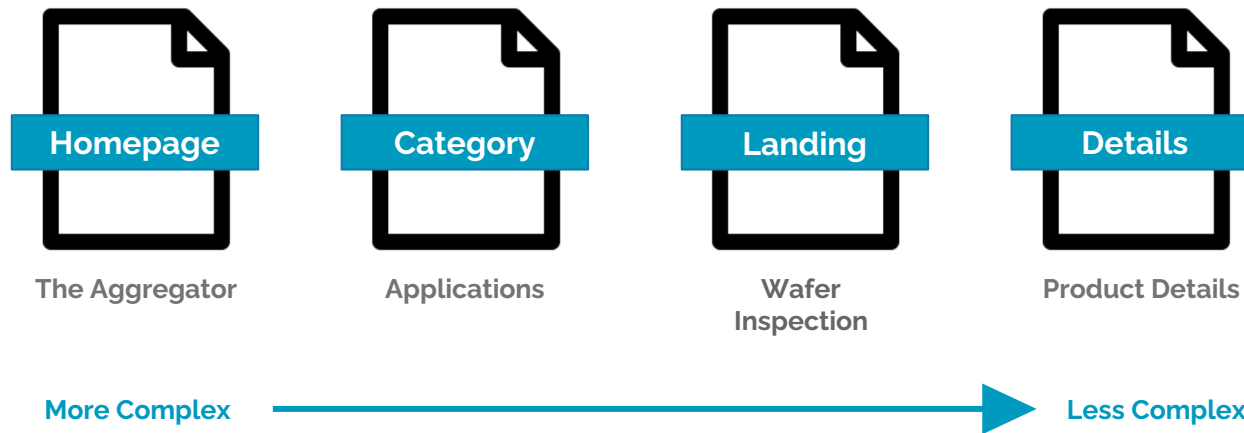 Homepage
Category
Landing
Details
The Aggregator
Applications
Wafer
Inspection
Product Details
More Complex
Less Complex